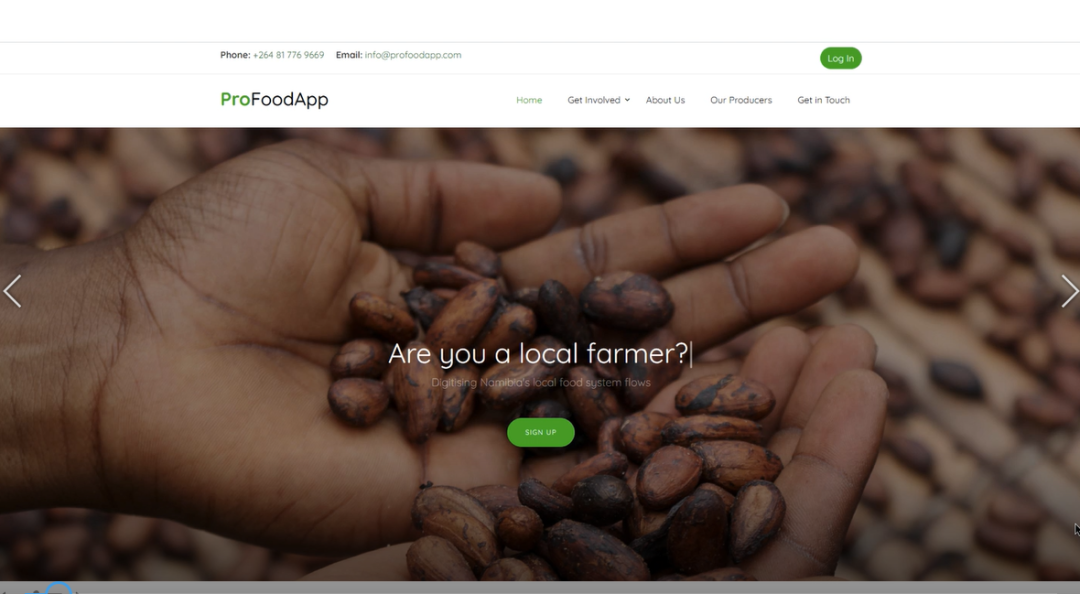 Phone: +264 81 776 9669 Email: info@profoodapp.com
Log In
ProFoodApp
Home Get Involved About Us Our Producers Get in Touch
Are you a local farmer?
Digitising Namibia's local food system flows
SIGN UP